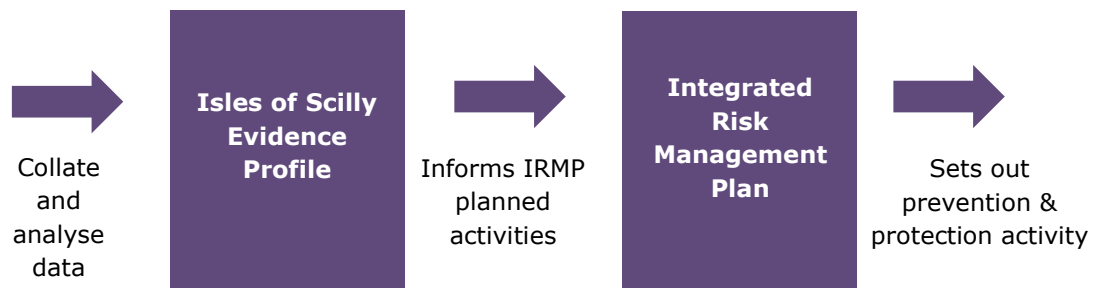 Collate
and
analyse
data
Isles of Scilly
Evidence
Profile
Informs IRMP
planned
activities
Integrated
Risk
Management
Plan
Sets out
prevention &
protection activity